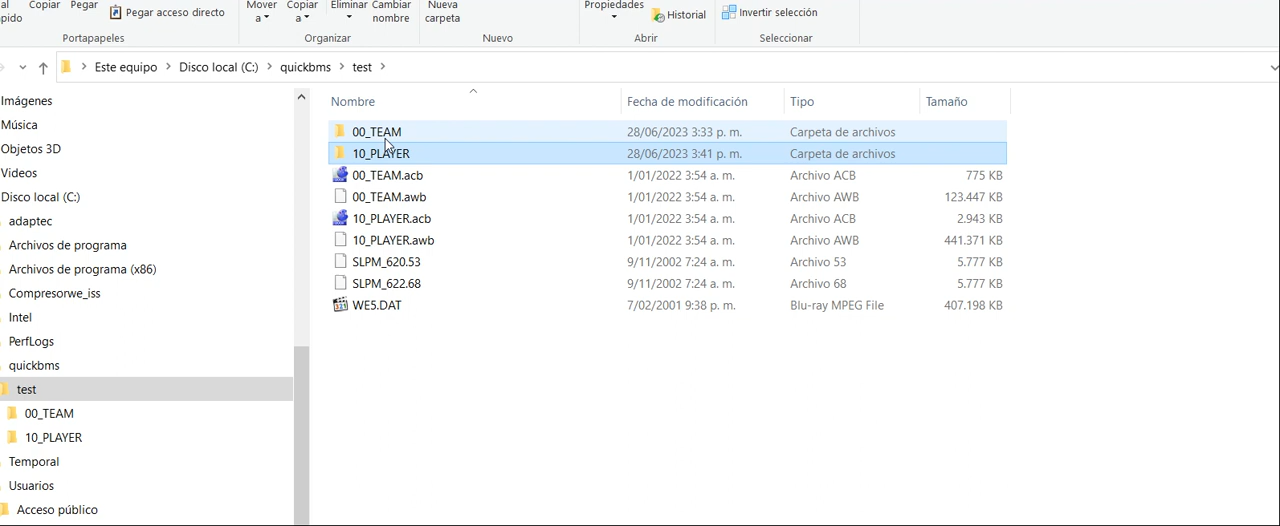 al Copiar Pegar Pegar acceso directo Mover Copiar Eliminar Cambiar Nueva Propiedades Historial Invertir selección
pido a a nombre carpeta
Portapapeles Organizar Nuevo Abrir Seleccionar
Este equipo > Disco local (C:) > quickbms > test >
Imágenes
Música
Objetos 3D
Videos
Disco local (C:)
adaptec
Archivos de programa
Archivos de programa (x86)
Compresorwe_iss
Intel
PerfLogs
quickbms
test
00_TEAM
10_PLAYER
Temporal
Usuarios
Acceso público
Nombre Fecha de modificación Tipo Tamaño
00_TEAM 28/06/2023 3:33 p. m. Carpeta de archivos
10_PLAYER 28/06/2023 3:41 p. m. Carpeta de archivos
00_TEAM.acb 1/01/2022 3:54 a. m. Archivo ACB 775 KB
00_TEAM.awb 1/01/2022 3:54 a. m. Archivo AWB 123.447 KB
10_PLAYER.acb 1/01/2022 3:54 a. m. Archivo ACB 2.943 KB
10_PLAYER.awb 1/01/2022 3:54 a. m. Archivo AWB 441.371 KB
SLPM_620.53 9/11/2002 7:24 a. m. Archivo 53 5.777 KB
SLPM_622.68 9/11/2002 7:24 a. m. Archivo 68 5.777 KB
WE5.DAT 7/02/2001 9:38 p. m. Blu-ray MPEG File 407.198 KB